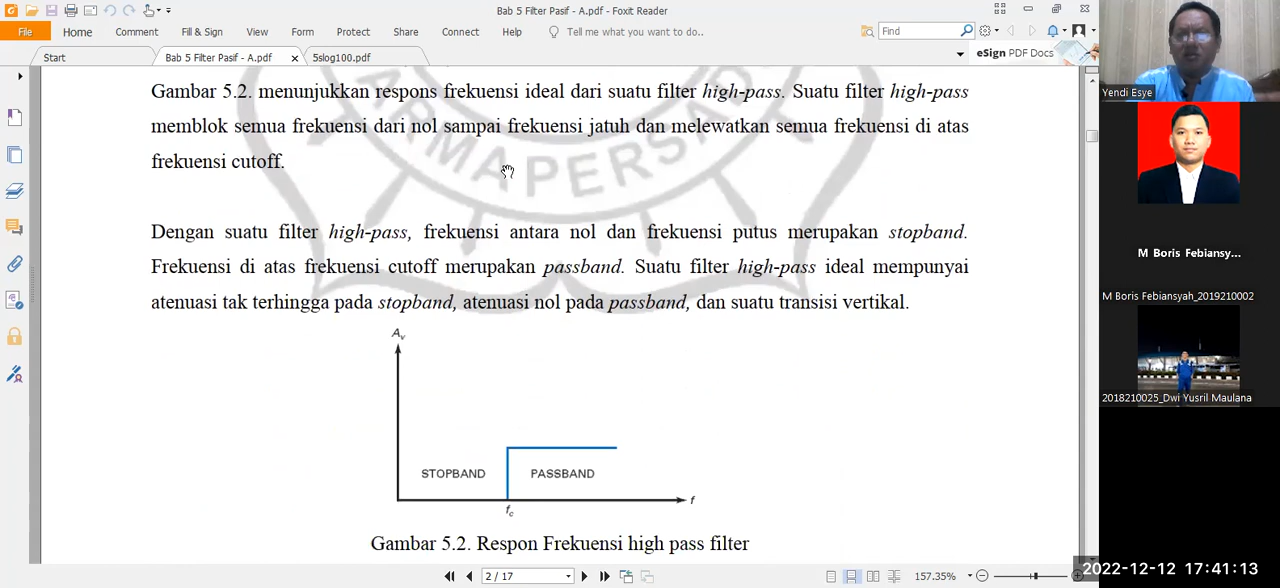 Bab 5 Filter Pasif - A.pdf - Foxit Reader
File Home Comment Fill & Sign View Form Protect Share Connect Help Tell me what you want to do.. Find
Start Bab 5 Filter Pasif - A.pdf 5slog100.pdf eSign PDF Docs
Gambar 5.2. menunjukkan respons frekuensi ideal dari suatu filter high-pass. Suatu filter high-pass
memblok semua frekuensi dari nol sampai frekuensi jatuh dan melewatkan semua frekuensi di atas
frekuensi cutoff.
ARMA PERSADA
Dengan suatu filter high-pass, frekuensi antara nol dan frekuensi putus merupakan stopband.
Frekuensi di atas frekuensi cutoff merupakan passband. Suatu filter high-pass ideal mempunyai
atenuasi tak terhingga pada stopband, atenuasi nol pada passband, dan suatu transisi vertikal.
Av
STOPBAND PASSBAND
f
fc
Gambar 5.2. Respon Frekuensi high pass filter
2 / 17 157.35%
Yendi Esye
M Boris Febiansy...
M Boris Febiansyah_2019210002
2018210025_Dwi Yusril Maulana
2022-12-12 17:41:13